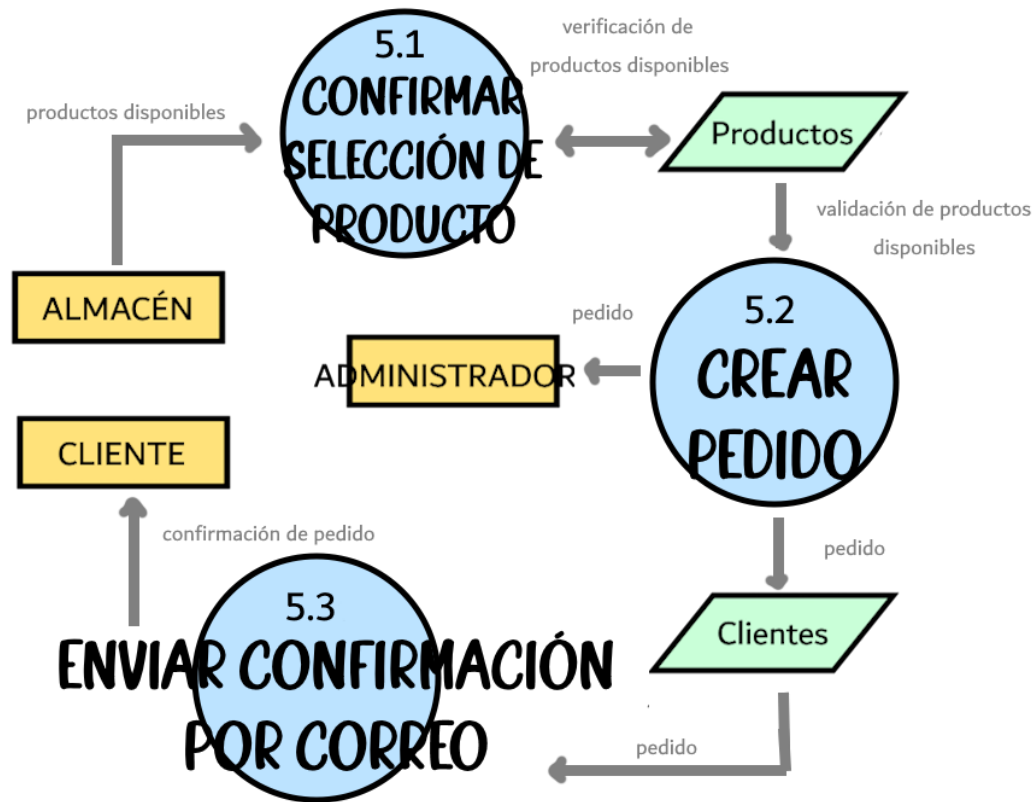 5.1
CONFIRMAR
SELECCIÓN DE
PRODUCTO
verificación de
productos disponibles
productos disponibles
Productos
validación de productos
disponibles
ALMACÉN
5.2
CREAR
PEDIDO
pedido
ADMINISTRADOR
CLIENTE
confirmación de pedido
pedido
5.3
ENVIAR CONFIRMACIÓN
POR CORREO
Clientes
pedido